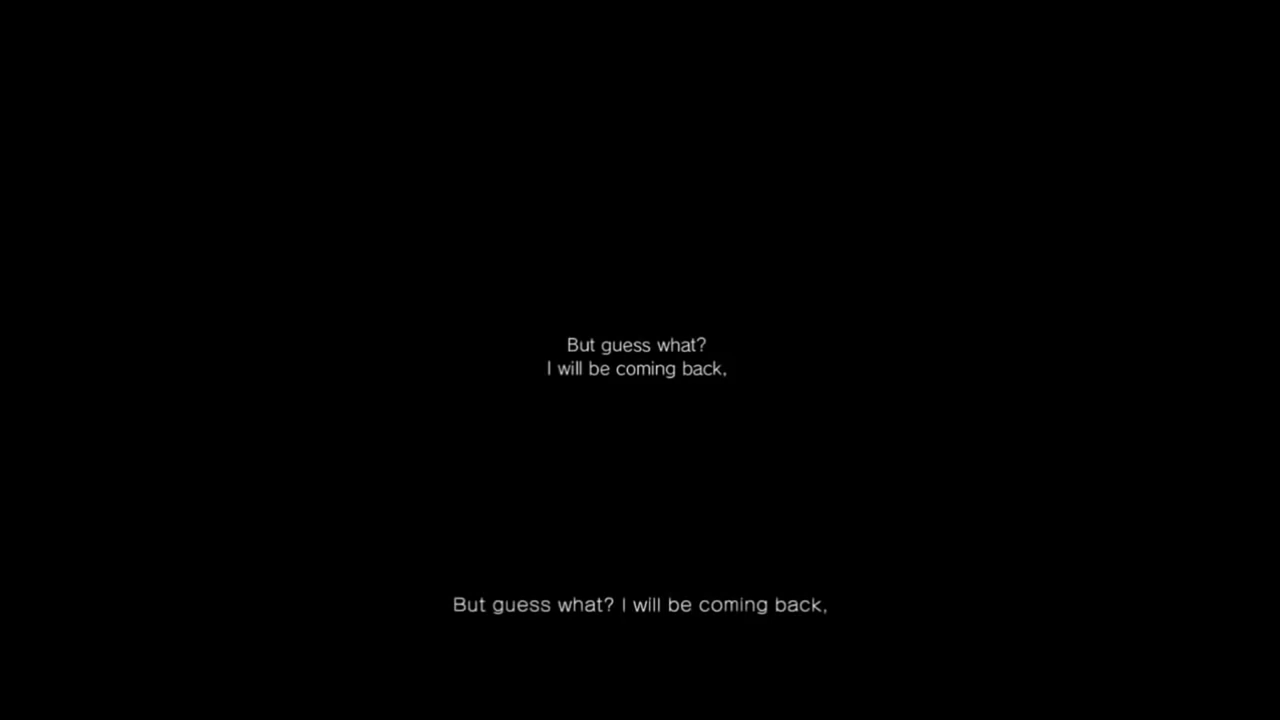 But guess what?
I will be coming back,
But guess what? I will be coming back,